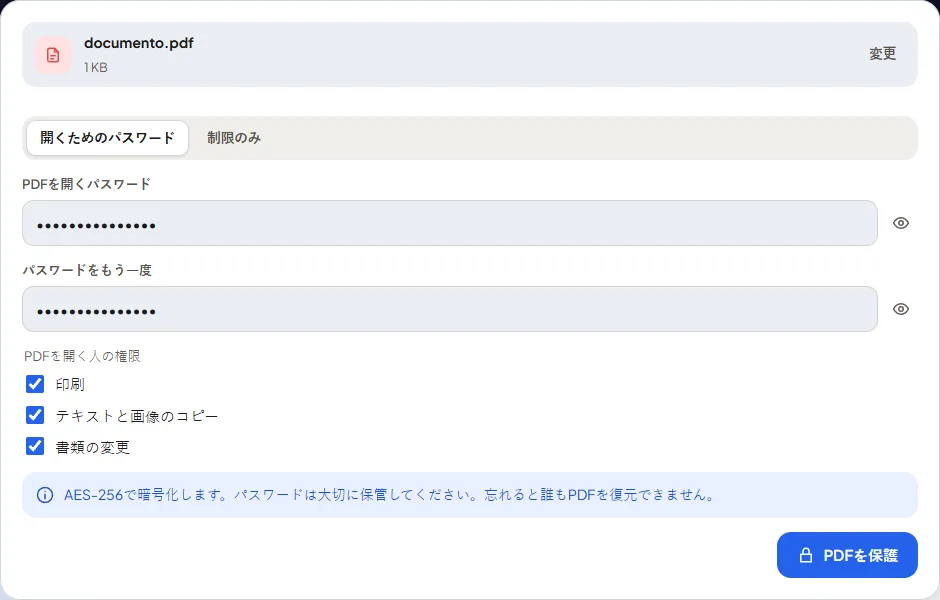 documento.pdf
1 KB
変更
開くためのパスワード
制限のみ
PDFを開くパスワード
•••••••••••••••
パスワードをもう一度
•••••••••••••••
PDFを開く人の権限
印刷
テキストと画像のコピー
書類の変更
AES-256で暗号化します。パスワードは大切に保管してください。忘れると誰もPDFを復元できません。
PDFを保護